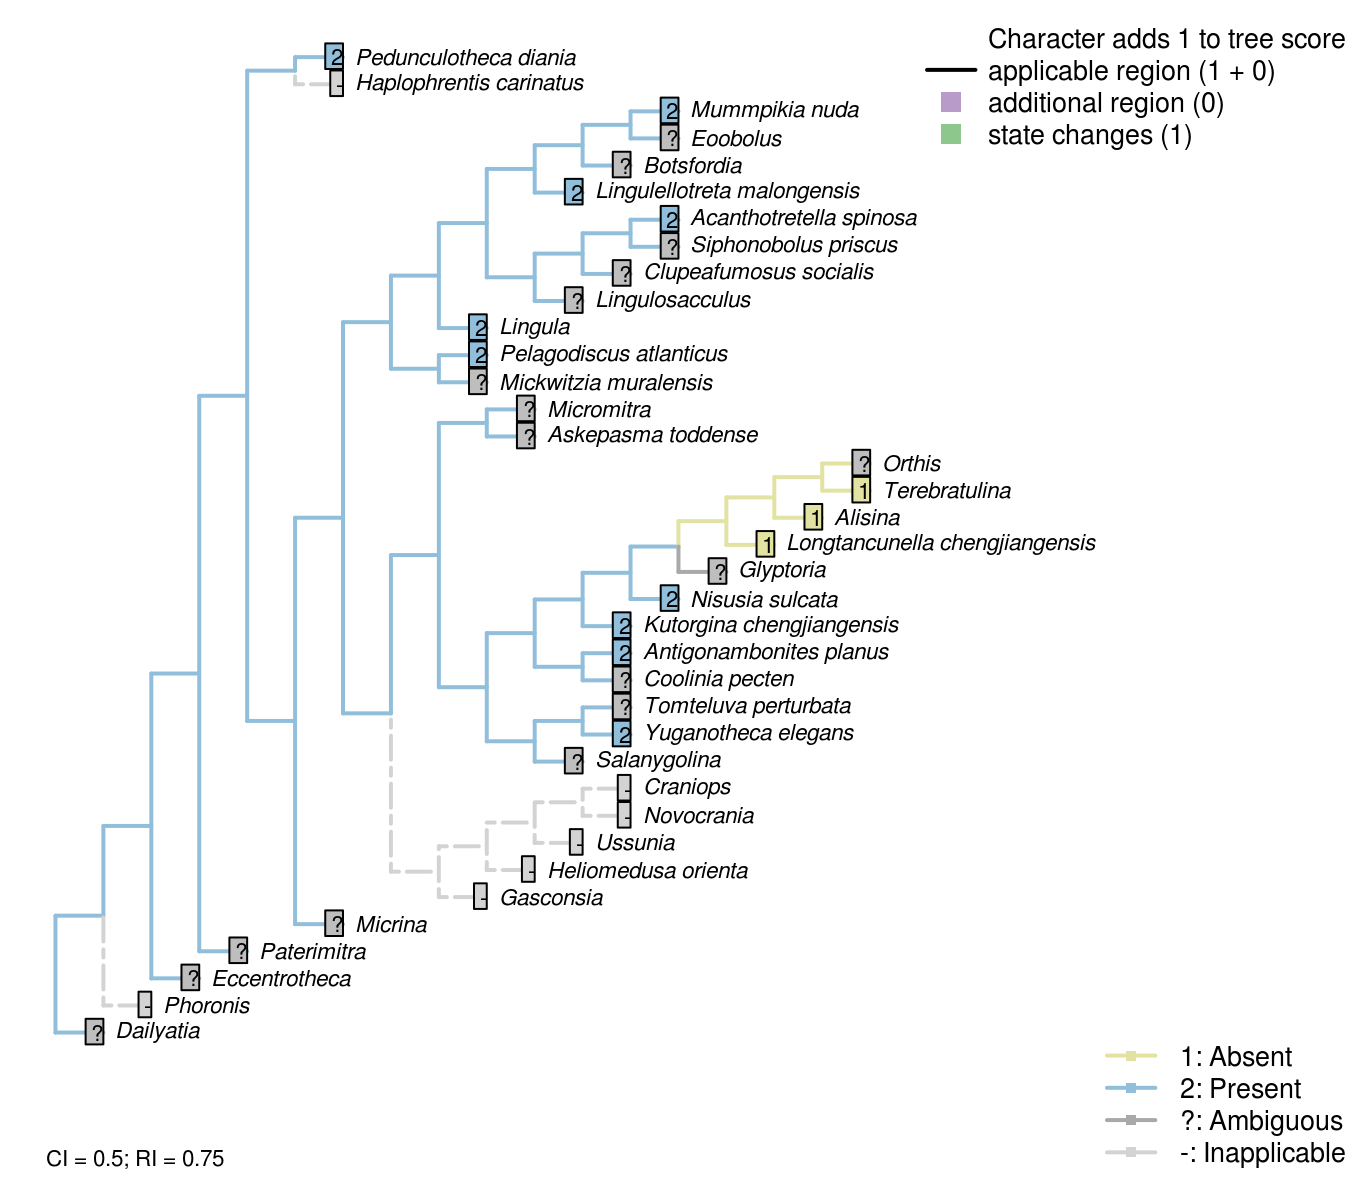 Character adds 1 to tree score
applicable region (1 + 0)
additional region (0)
state changes (1)
2 Pedunculotheca diania
- Haplophrentis carinatus
2 Mummpikia nuda
? Eoobolus
? Botsfordia
2 Lingulellotreta malongensis
2 Acanthotretella spinosa
? Siphonobolus priscus
? Clupeafumosus socialis
? Lingulosacculus
2 Lingula
2 Pelagodiscus atlanticus
? Mickwitzia muralensis
? Micromitra
? Askepasma toddense
? Orthis
1 Terebratulina
1 Alisina
1 Longtancunella chengjiangensis
? Glyptoria
2 Nisusia sulcata
2 Kutorgina chengjiangensis
2 Antigonambonites planus
? Coolinia pecten
? Tomteluva perturbata
2 Yuganotheca elegans
? Salanygolina
- Craniops
- Novocrania
- Ussunia
- Heliomedusa orienta
- Gasconsia
? Micrina
? Paterimitra
? Eccentrotheca
- Phoronis
? Dailyatia
1: Absent
2: Present
?: Ambiguous
-: Inapplicable
CI = 0.5; RI = 0.75